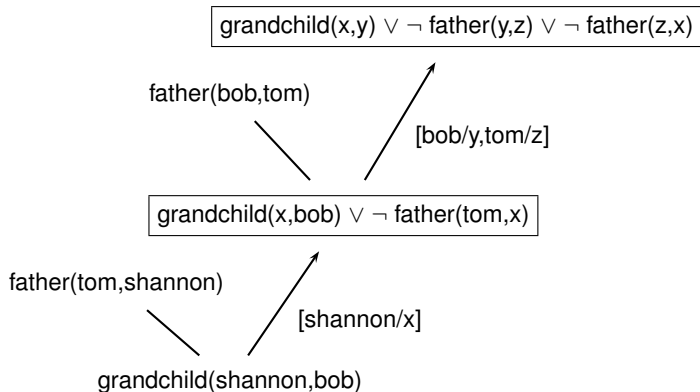 grandchild(x,y) ∨ ¬ father(y,z) ∨ ¬ father(z,x)
father(bob,tom)
[bob/y,tom/z]
grandchild(x,bob) ∨ ¬ father(tom,x)
father(tom,shannon)
[shannon/x]
grandchild(shannon,bob)